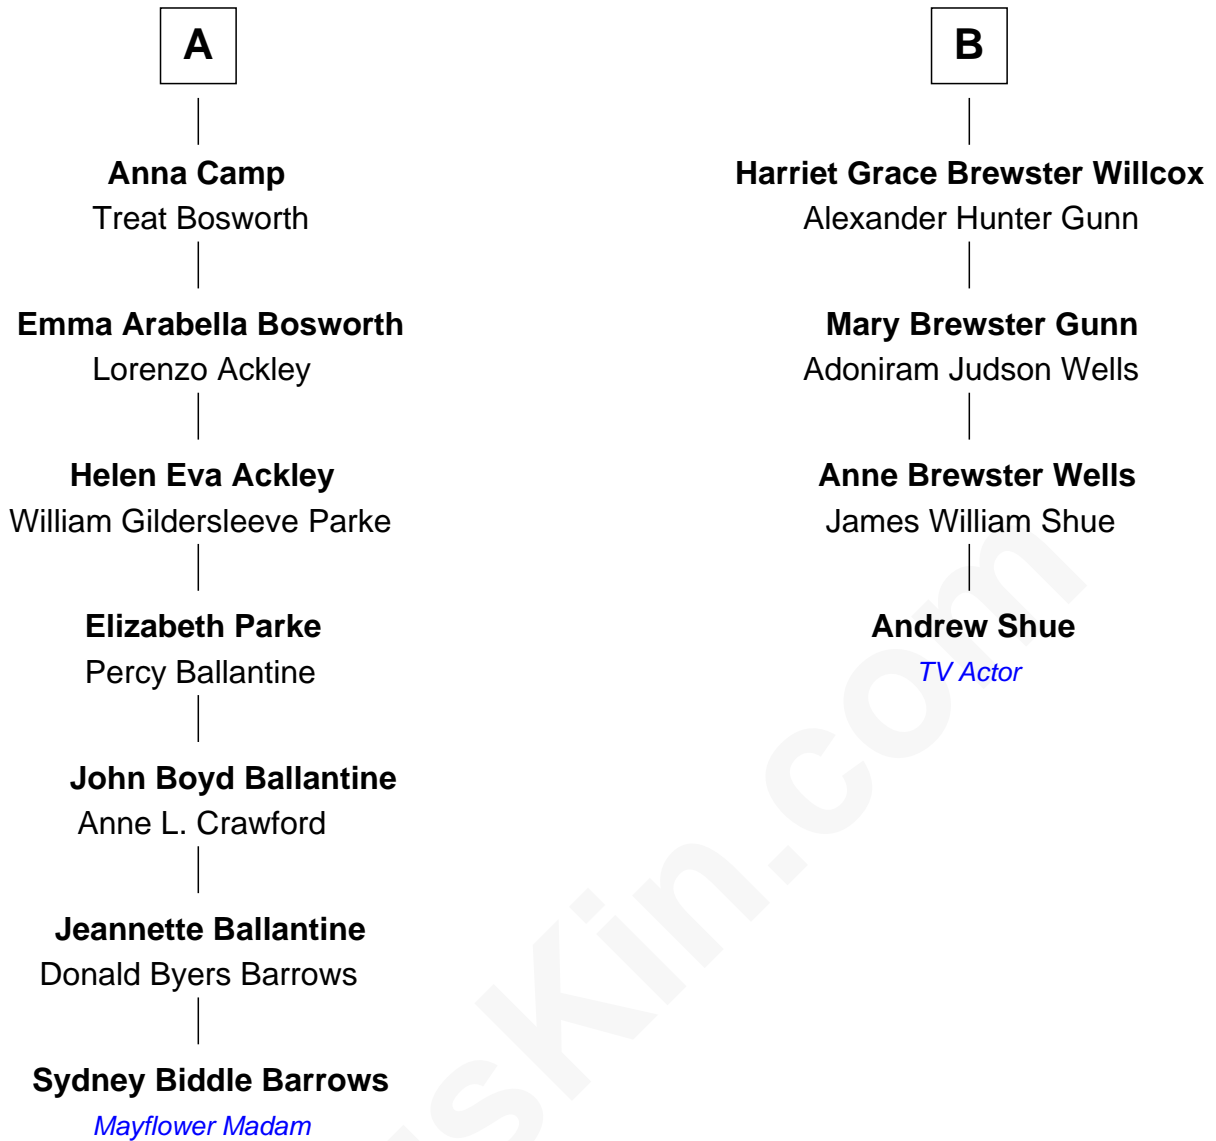 A
Anna Camp
Treat Bosworth
Emma Arabella Bosworth
Lorenzo Ackley
Helen Eva Ackley
William Gildersleeve Parke
Elizabeth Parke
Percy Ballantine
John Boyd Ballantine
Anne L. Crawford
Jeannette Ballantine
Donald Byers Barrows
Sydney Biddle Barrows
Mayflower Madam
B
Harriet Grace Brewster Willcox
Alexander Hunter Gunn
Mary Brewster Gunn
Adoniram Judson Wells
Anne Brewster Wells
James William Shue
Andrew Shue
TV Actor
sKin.com